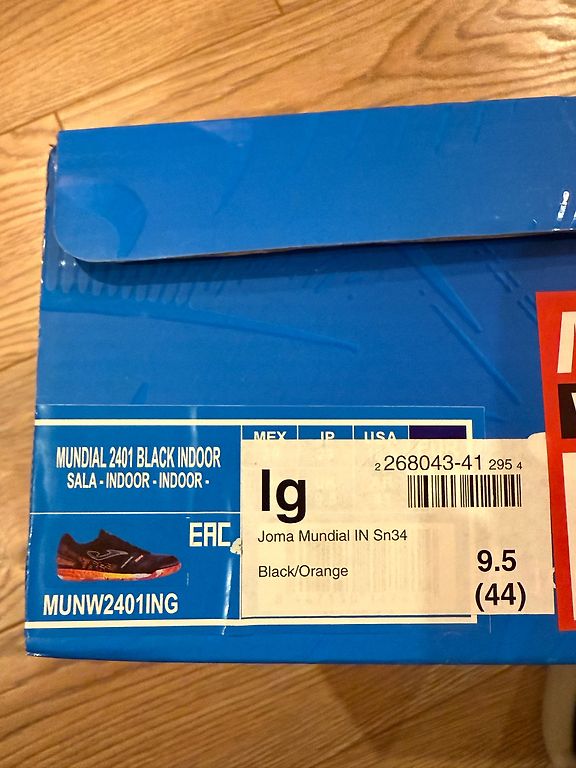 MUNDIAL 2401 BLACK INDOOR
SALA - INDOOR - INDOOR -
MEX JP USA
EAC
MUNW2401ING
2 268043-41 295 4
lg
Joma Mundial IN Sn34
Black/Orange
9.5
(44)